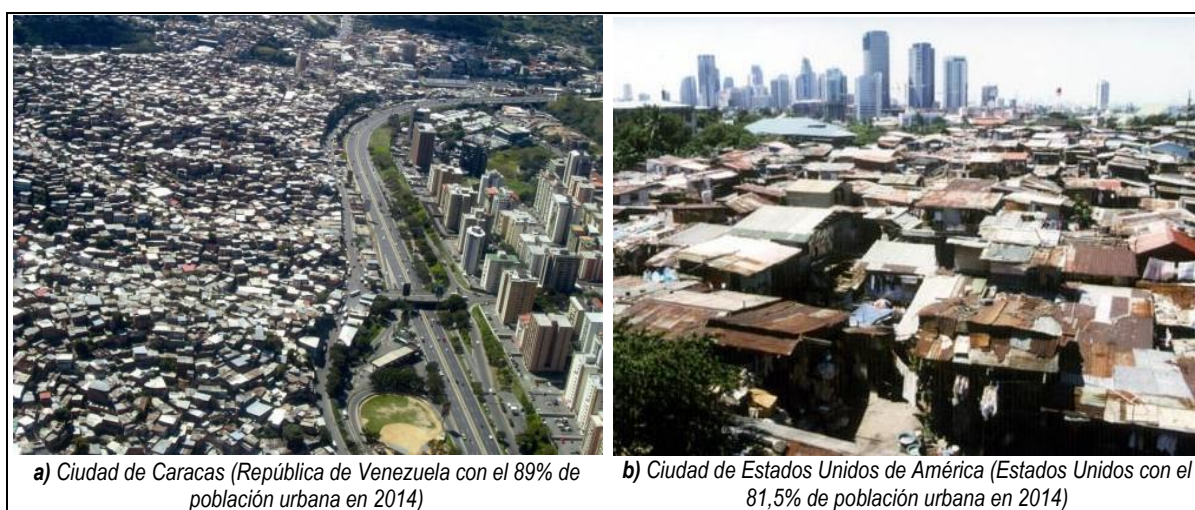 a) Ciudad de Caracas (República de Venezuela con el 89% de
población urbana en 2014)
b) Ciudad de Estados Unidos de América (Estados Unidos con el
81,5% de población urbana en 2014)